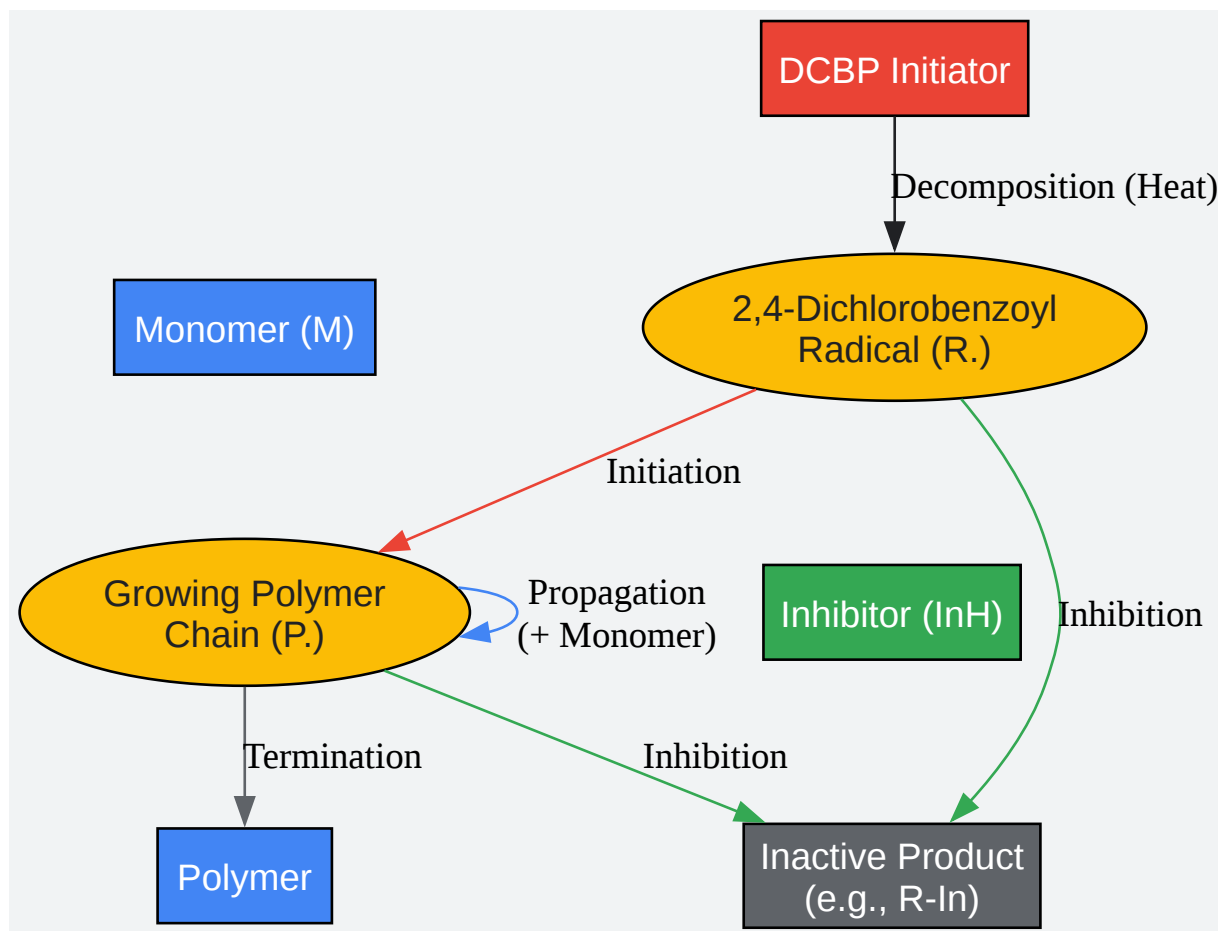 DCBP Initiator
Decomposition (Heat)
Monomer (M)
2,4-Dichlorobenzoyl
Radical (R.)
Initiation
Growing Polymer
Chain (P.)
Propagation
(+ Monomer)
Inhibitor (InH)
Inhibition
Termination
Inhibition
Polymer
Inactive Product
(e.g., R-In)